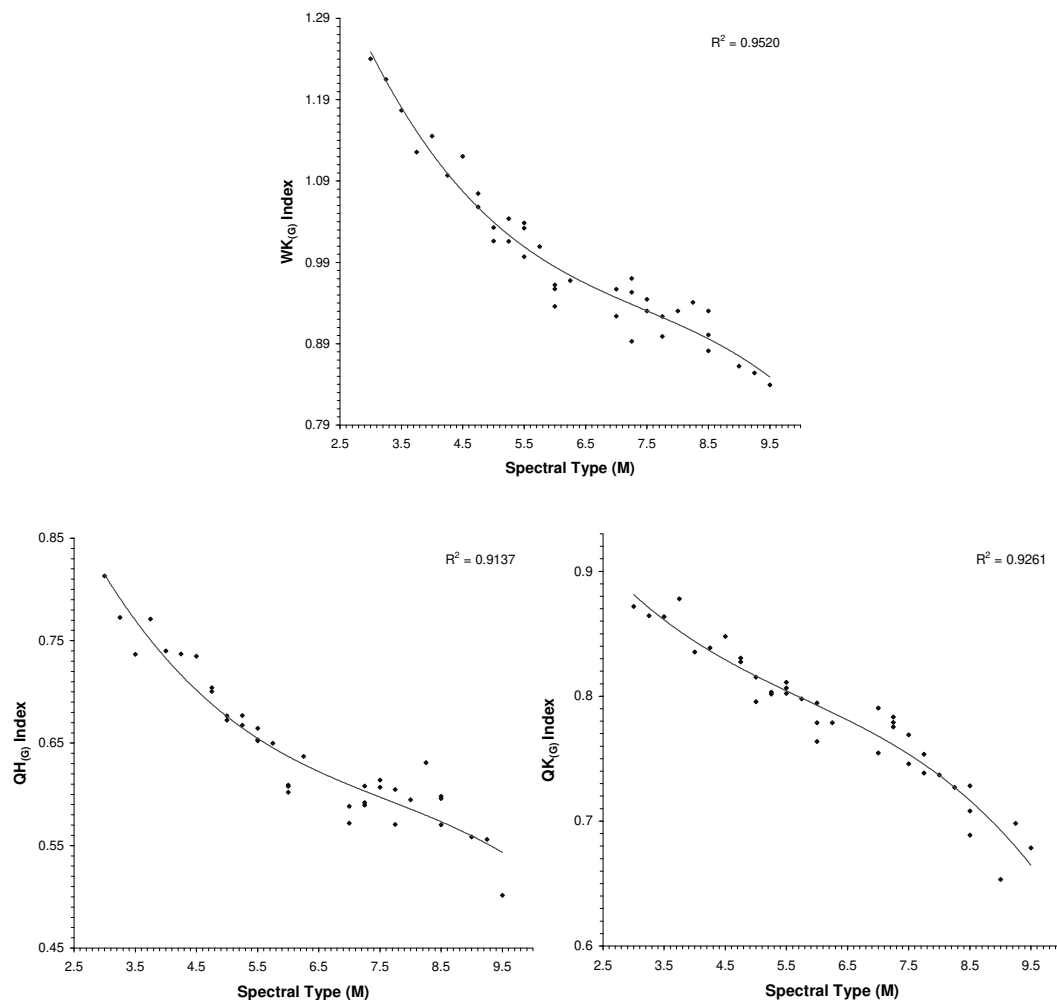 R² = 0.9520
WK(G) Index
1.29
1.19
1.09
0.99
0.89
0.79
2.5 3.5 4.5 5.5 6.5 7.5 8.5 9.5
Spectral Type (M)
R² = 0.9137
QH(G) Index
0.85
0.75
0.65
0.55
0.45
2.5 3.5 4.5 5.5 6.5 7.5 8.5 9.5
Spectral Type (M)
R² = 0.9261
QK(G) Index
0.9
0.8
0.7
0.6
2.5 3.5 4.5 5.5 6.5 7.5 8.5 9.5
Spectral Type (M)